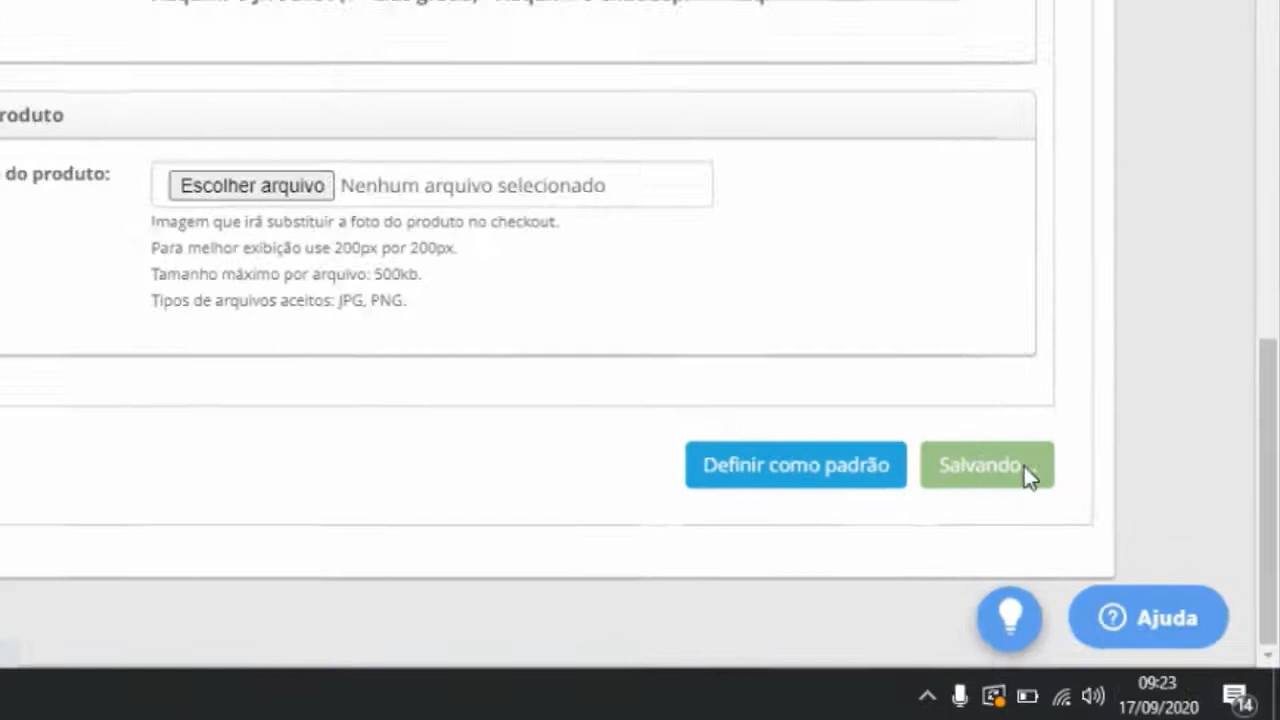 roduto
do produto:
Escolher arquivo Nenhum arquivo selecionado
Imagem que irá substituir a foto do produto no checkout.
Para melhor exibição use 200px por 200px.
Tamanho máximo por arquivo: 500kb.
Tipos de arquivos aceitos: JPG, PNG.
Definir como padrão
Salvando...
Ajuda
09:23
17/09/2020
14